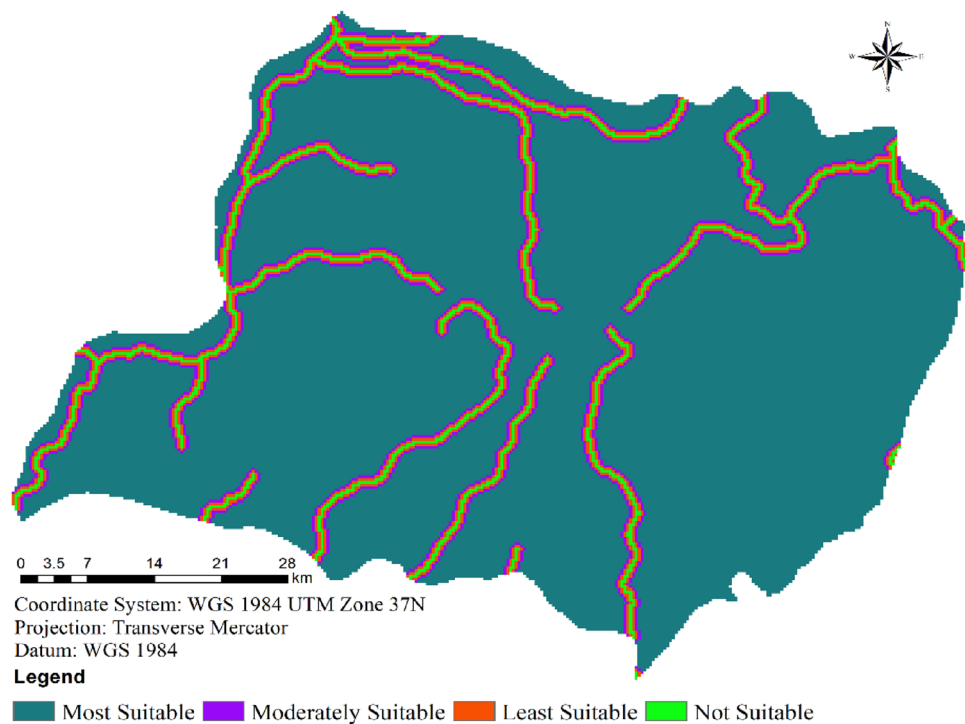 N
W
E
S
0 3.5 7 14 21 28
km
Coordinate System: WGS 1984 UTM Zone 37N
Projection: Transverse Mercator
Datum: WGS 1984
Legend
Most Suitable Moderately Suitable Least Suitable Not Suitable